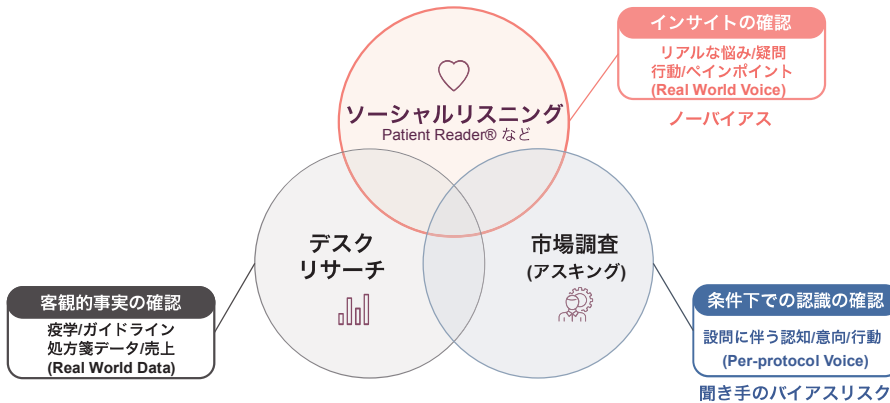 インサイトの確認
リアルな悩み/疑問
行動/ペインポイント
(Real World Voice)
ノーバイアス
ソーシャルリスニング
Patient Reader® など
デスク
リサーチ
市場調査
(アスキング)
客観的事実の確認
疫学/ガイドライン
処方箋データ/売上
(Real World Data)
条件下での認識の確認
設問に伴う認知/意向/行動
(Per-protocol Voice)
聞き手のバイアスリスク